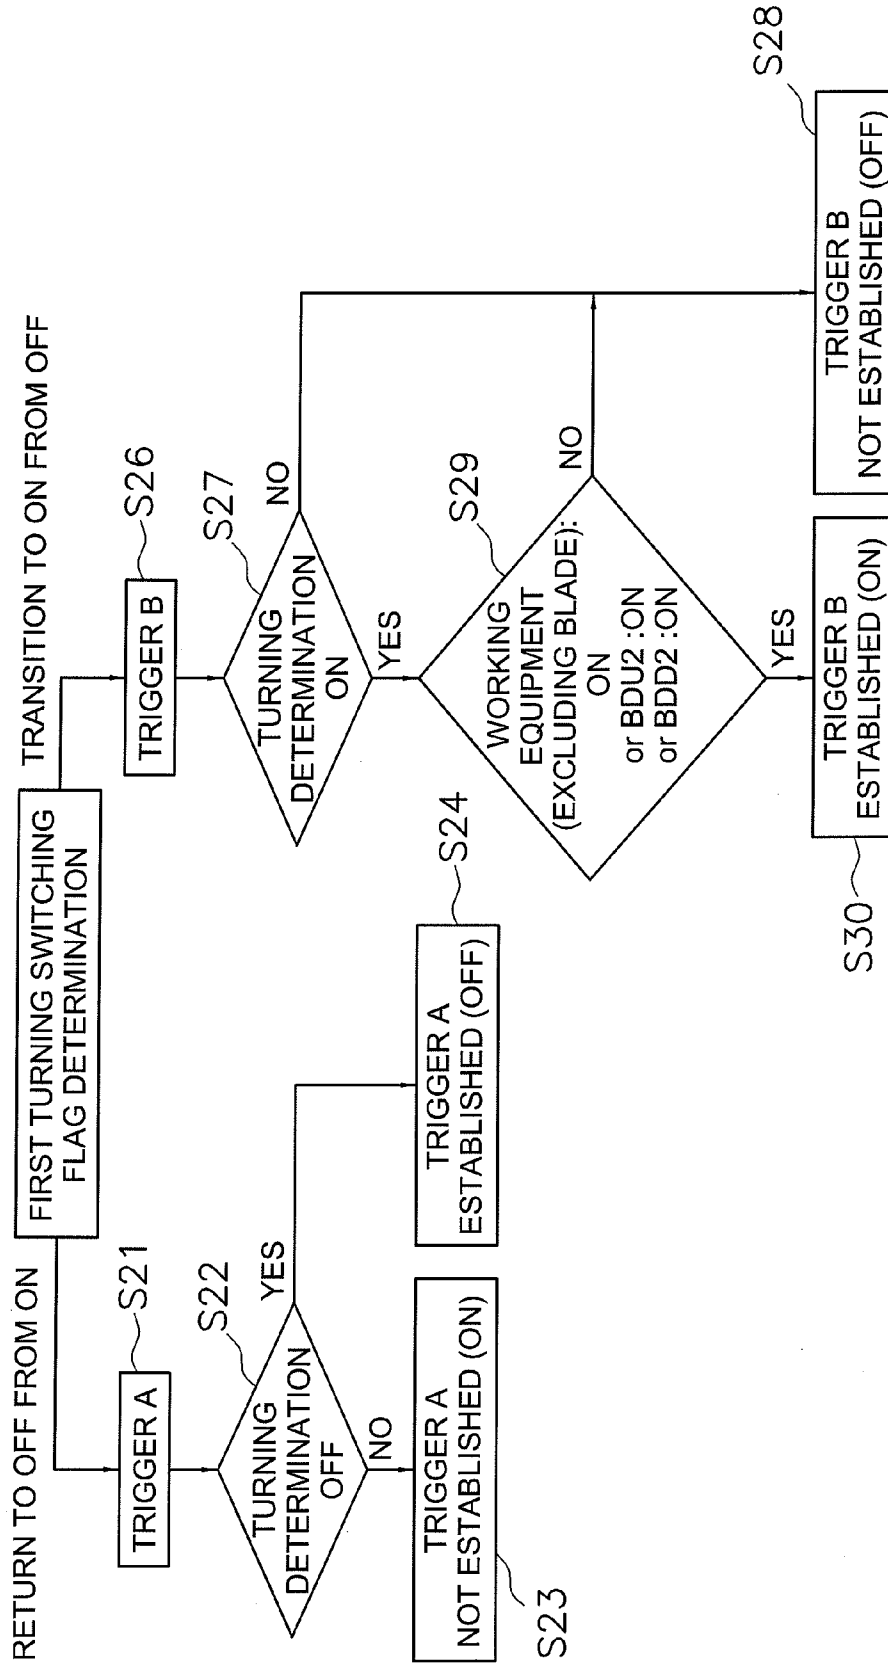 FIRST TURNING SWITCHING
FLAG DETERMINATION
RETURN TO OFF FROM ON
TRIGGER A
S21
TURNING
DETERMINATION
OFF
S22
YES
NO
TRIGGER A
NOT ESTABLISHED (ON)
S23
TRIGGER A
ESTABLISHED (OFF)
S24
TRANSITION TO ON FROM OFF
TRIGGER B
S26
TURNING
DETERMINATION
ON
S27
NO
YES
WORKING
EQUIPMENT
(EXCLUDING BLADE):
ON
or BDU2 :ON
or BDD2 :ON
S29
NO
YES
TRIGGER B
ESTABLISHED (ON)
S30
TRIGGER B
NOT ESTABLISHED (OFF)
S28